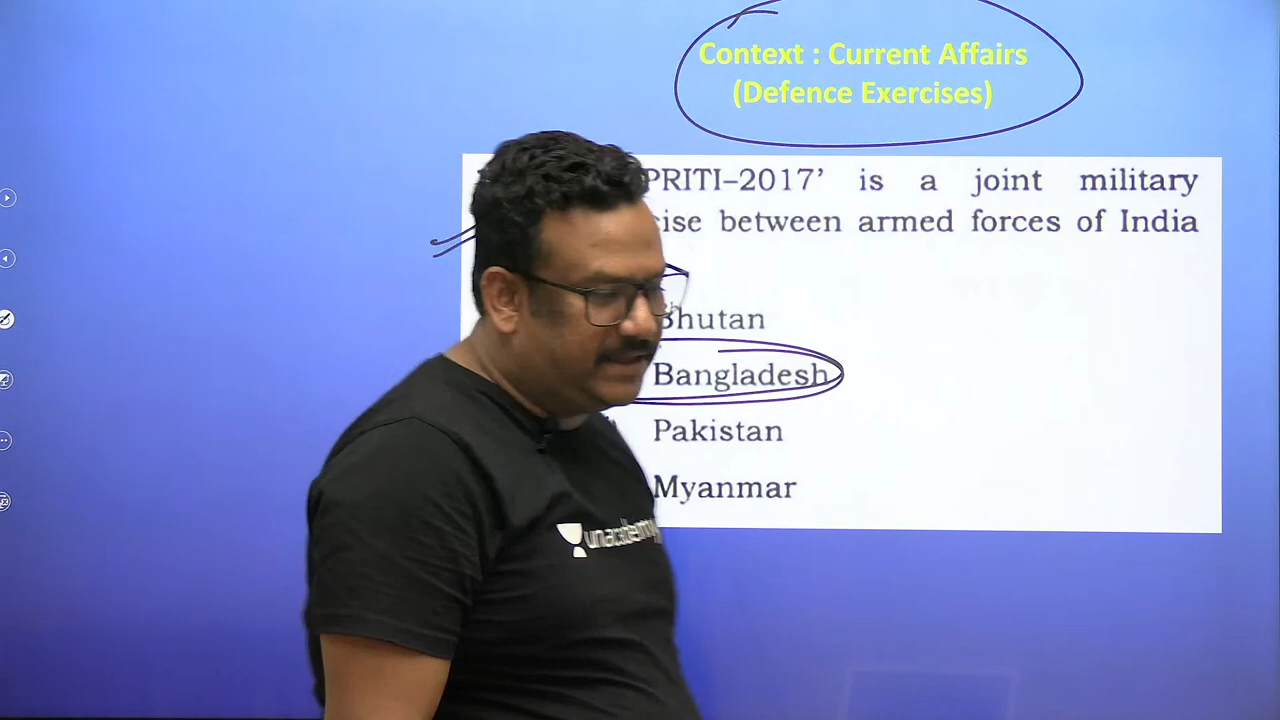 Context : Current Affairs
(Defence Exercises)
PRITI–2017’ is a joint military
cise between armed forces of India
Bhutan
Bangladesh
Pakistan
Myanmar
unacademy